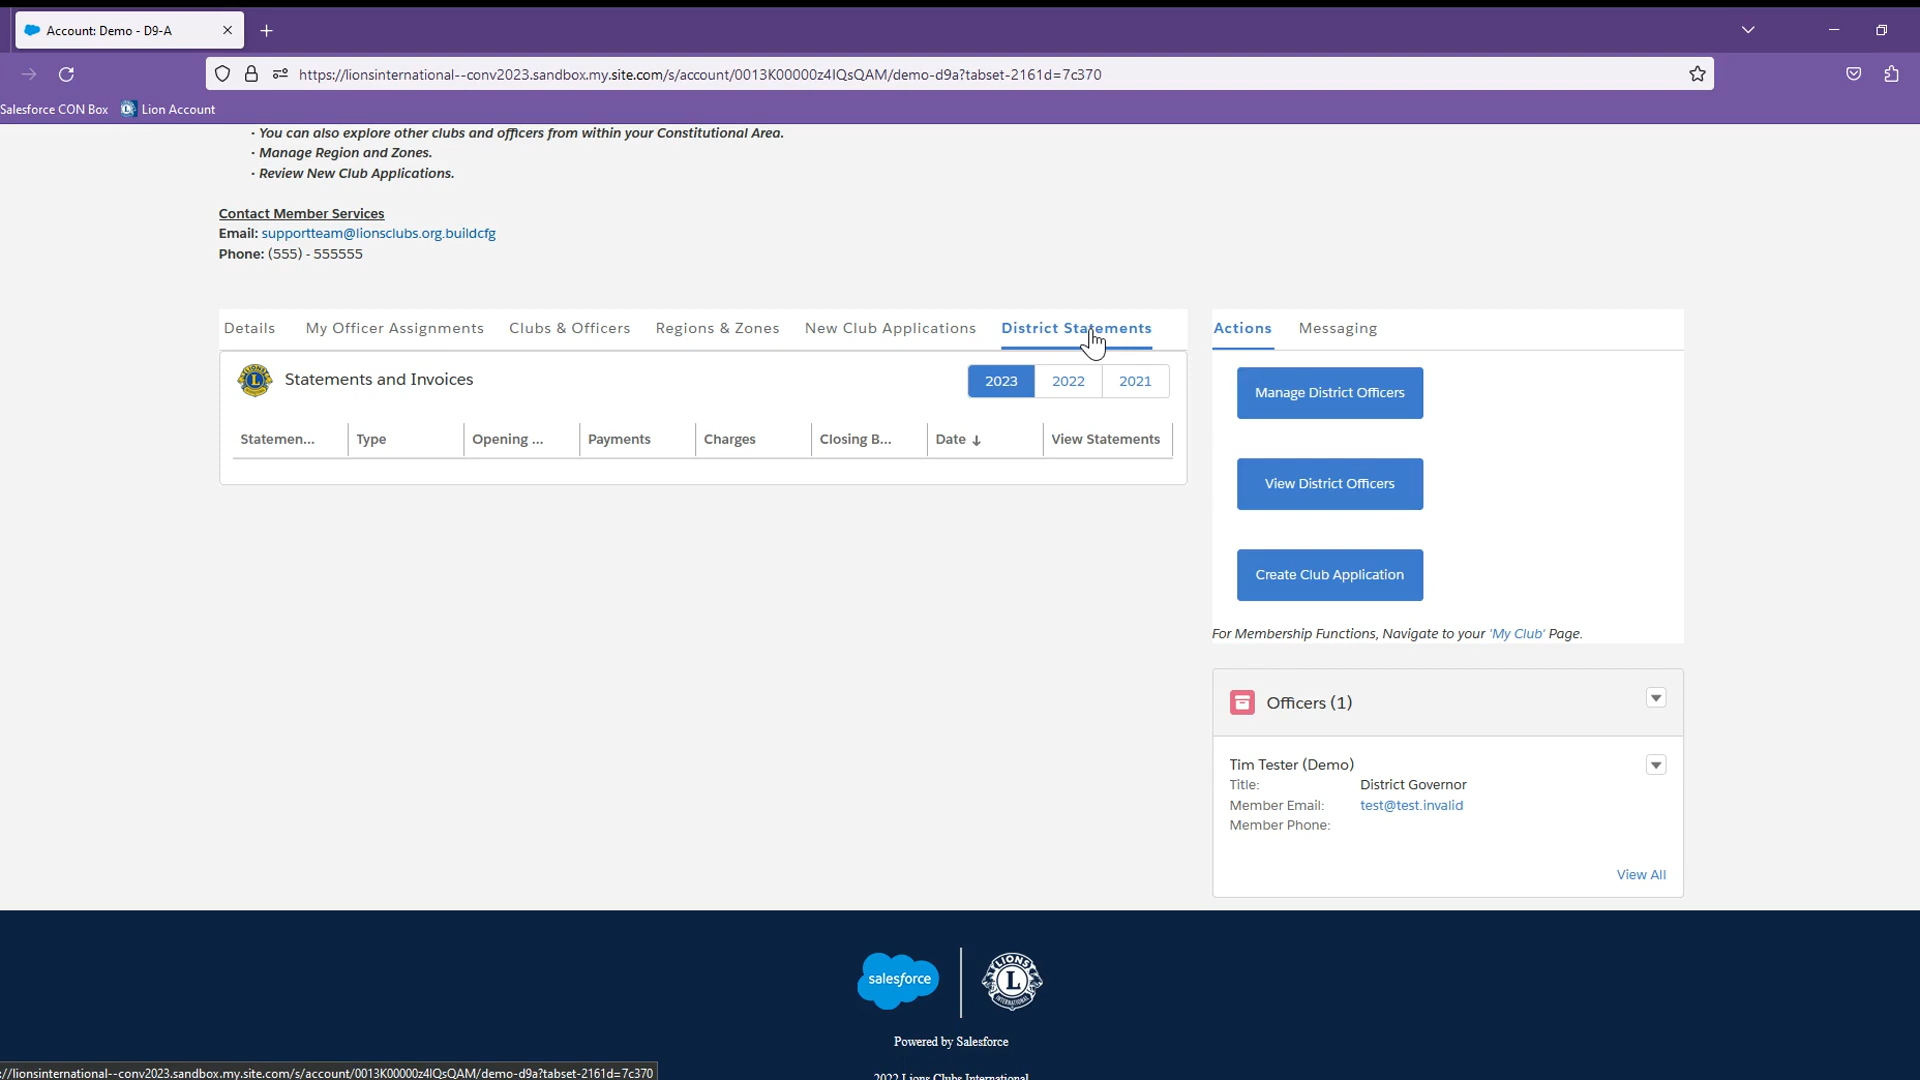 Account: Demo - D9-A
https://lionsinternational--conv2023.sandbox.my.site.com/s/account/0013K00000z4IQsQAM/demo-d9a?tabset-2161d=7c370
Salesforce CON Box
Lion Account
- You can also explore other clubs and officers from within your Constitutional Area.
- Manage Region and Zones.
- Review New Club Applications.
Contact Member Services
Email: supportteam@lionsclubs.org.buildcfg
Phone: (555) - 555555
Details My Officer Assignments Clubs & Officers Regions & Zones New Club Applications District Statements
Actions Messaging
Statements and Invoices
2023 2022 2021
Statemen... Type Opening ... Payments Charges Closing B... Date ↓ View Statements
Manage District Officers
View District Officers
Create Club Application
For Membership Functions, Navigate to your 'My Club' Page.
Officers (1)
Tim Tester (Demo)
Title: District Governor
Member Email: test@test.invalid
Member Phone:
View All
salesforce
LIONS
L
INTERNATIONAL
Powered by Salesforce
2022 Lions Clubs International
://lionsinternational--conv2023.sandbox.my.site.com/s/account/0013K00000z4IQsQAM/demo-d9a?tabset-2161d=7c370